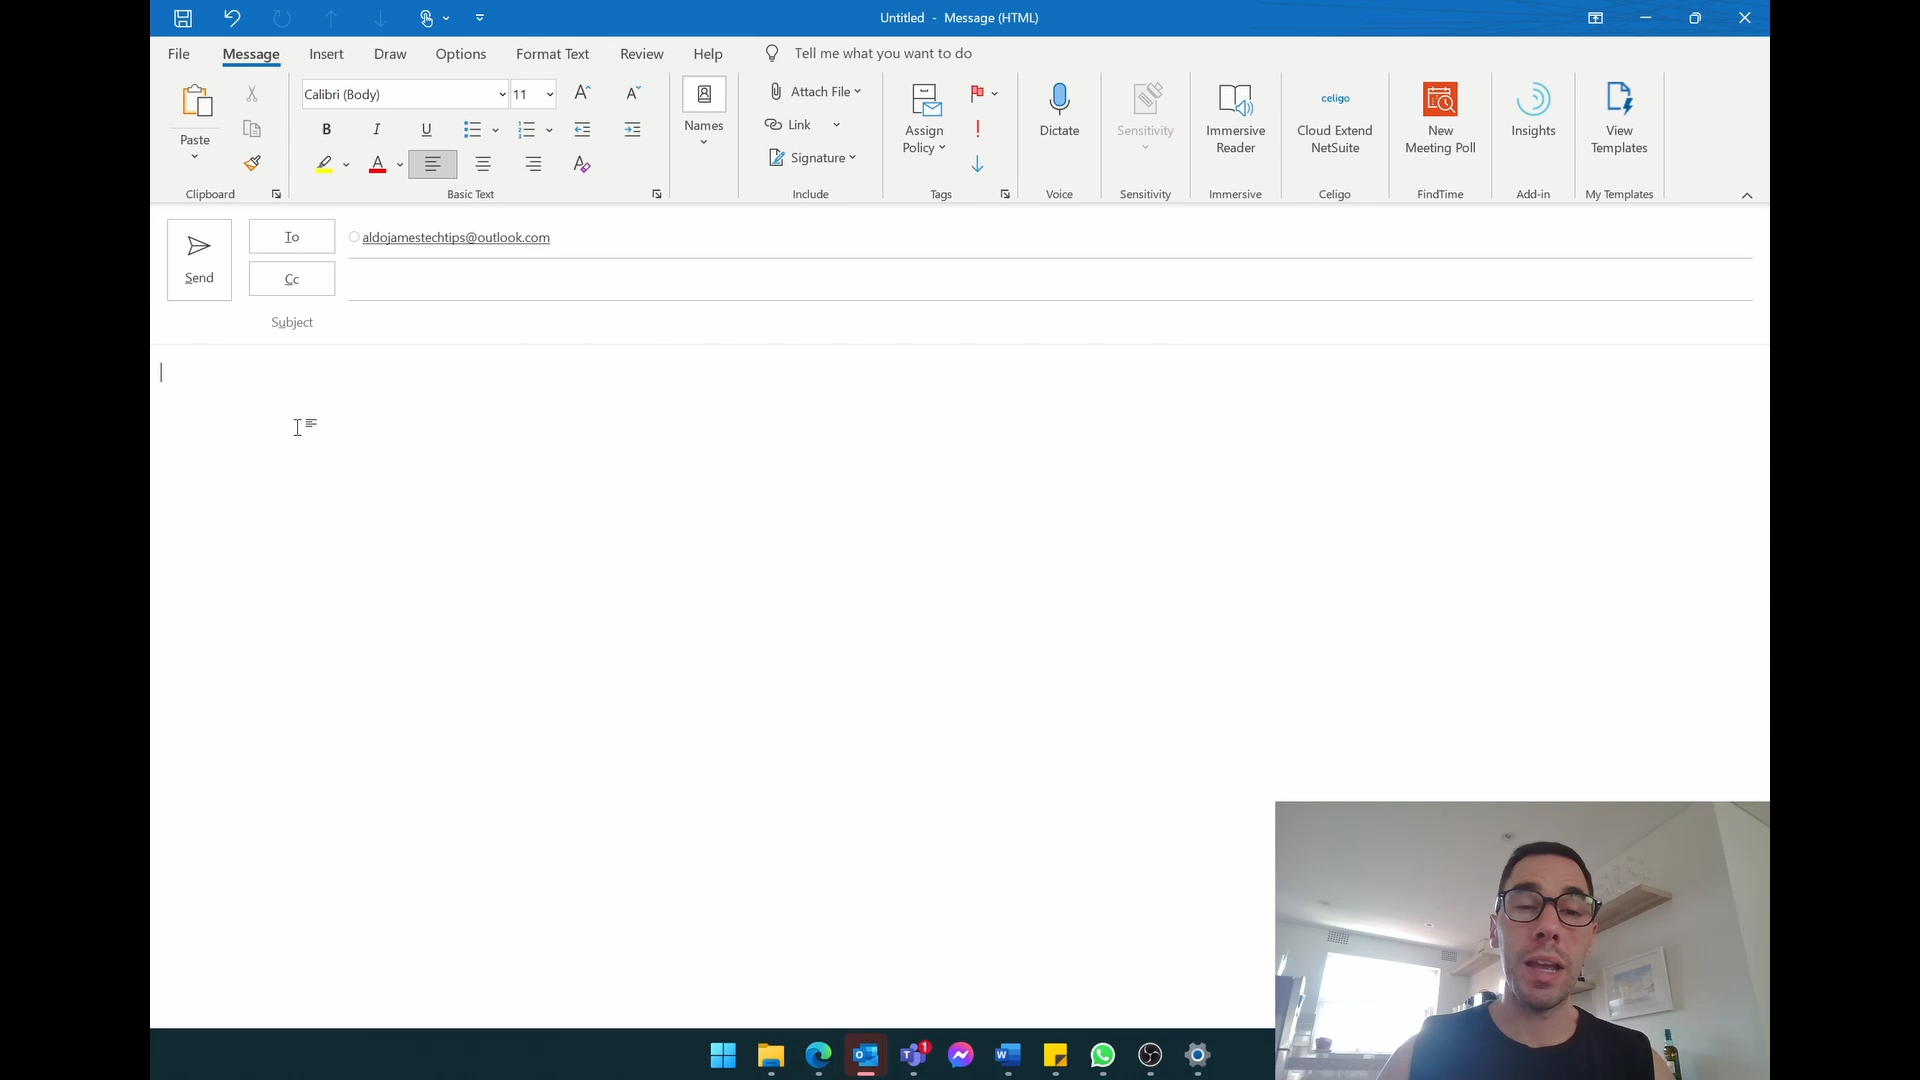 Untitled - Message (HTML)
File Message Insert Draw Options Format Text Review Help Tell me what you want to do
Calibri (Body) 11
Paste
B I U
A
Clipboard
Basic Text
Names
Attach File
Link
Signature
Include
Assign Policy
Tags
Dictate
Voice
Sensitivity
Sensitivity
Immersive Reader
Immersive
celigo
Cloud Extend NetSuite
Celigo
New Meeting Poll
FindTime
Insights
Add-in
View Templates
My Templates
Send
To aldojamestechtips@outlook.com
Cc
Subject
1